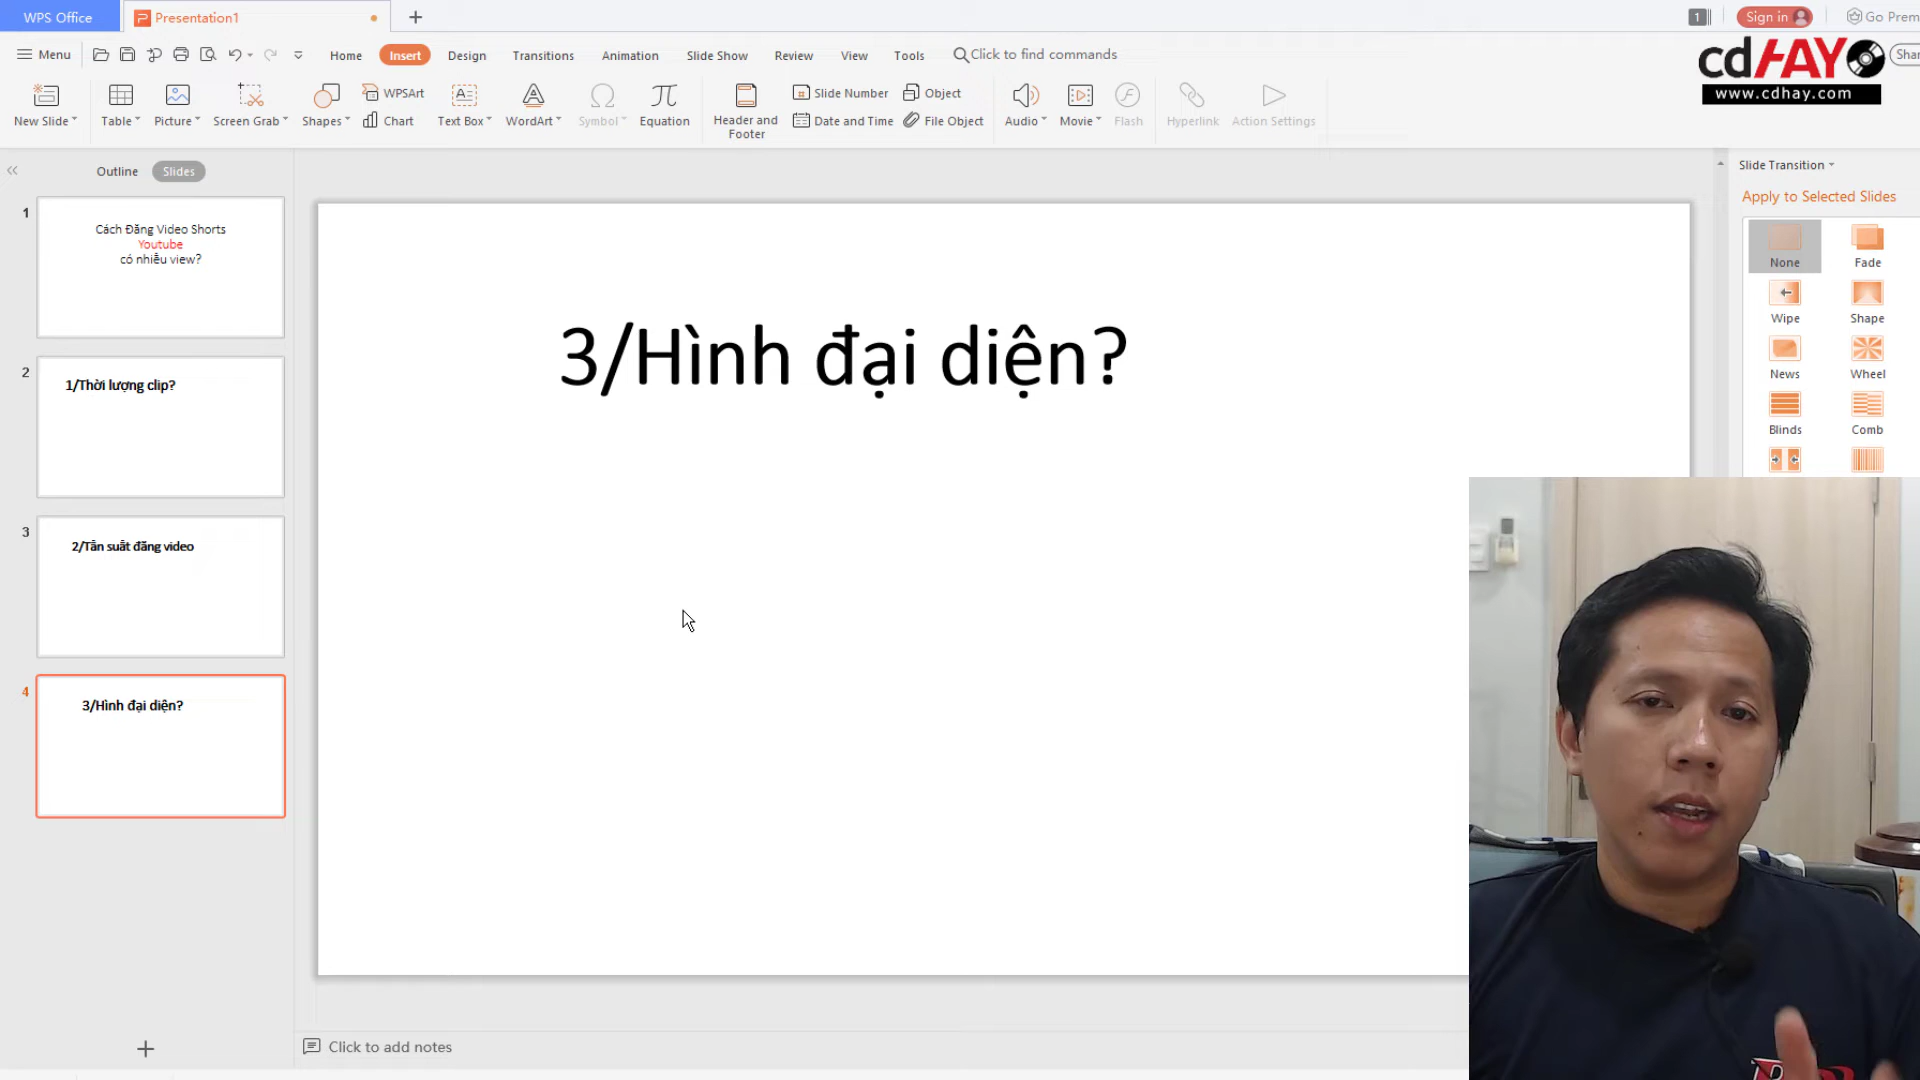 WPS Office
Presentation1
1
Sign in
Go Prem
Menu
Home
Insert
Design
Transitions
Animation
Slide Show
Review
View
Tools
Click to find commands
Shar
cdHAY
www.cdhay.com
New Slide
Table
Picture
Screen Grab
Shapes
WPSArt
Chart
Text Box
WordArt
Symbol
Equation
Header and
Footer
Slide Number
Date and Time
Object
File Object
Audio
Movie
Flash
Hyperlink
Action Settings
Outline
Slides
Slide Transition
Apply to Selected Slides
None
Fade
Wipe
Shape
News
Wheel
Blinds
Comb
1
Cách Đăng Video Shorts
Youtube
có nhiều view?
2
1/Thời lượng clip?
3
2/Tần suất đăng video
4
3/Hình đại diện?
3/Hình đại diện?
Click to add notes